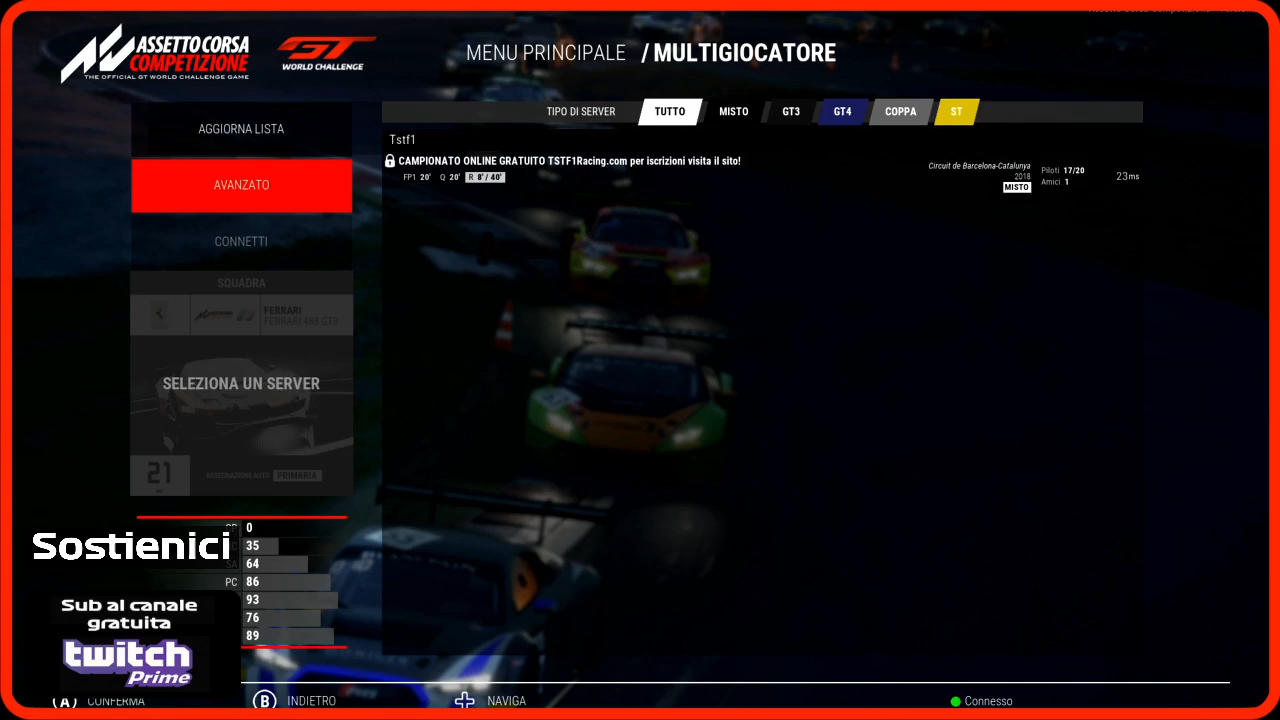 ASSETTO CORSA
COMPETIZIONE
THE OFFICIAL GT WORLD CHALLENGE GAME
GT
WORLD CHALLENGE
MENU PRINCIPALE / MULTIGIOCATORE
AGGIORNA LISTA
AVANZATO
CONNETTI
TIPO DI SERVER TUTTO MISTO GT3 GT4 COPPA ST
Tstf1
CAMPIONATO ONLINE GRATUITO TSTF1Racing.com per iscrizioni visita il sito!
FP1 20' Q 20' R 8'/ 40'
Circuit de Barcelona-Catalunya
2018
MISTO
Piloti 17/20
Amici 1
23ms
SQUADRA
FERRARI
FERRARI 488 GT3
SELEZIONA UN SERVER
21
ASSEGNAZIONE AUTO PRIMARIA
0
35
SA 64
PC 86
93
76
89
Sostienici
Sub al canale
gratuita
twitch
Prime
(A) CONFERMA
(B) INDIETRO
NAVIGA
Connesso